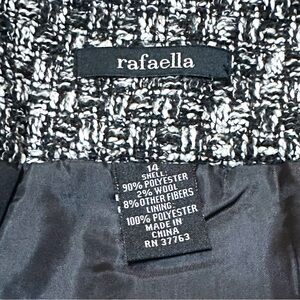 rafaella
14
SHELL:
90% POLYESTER
2% WOOL
8% OTHER FIBERS
LINING:
100% POLYESTER
MADE IN
CHINA
RN 37763